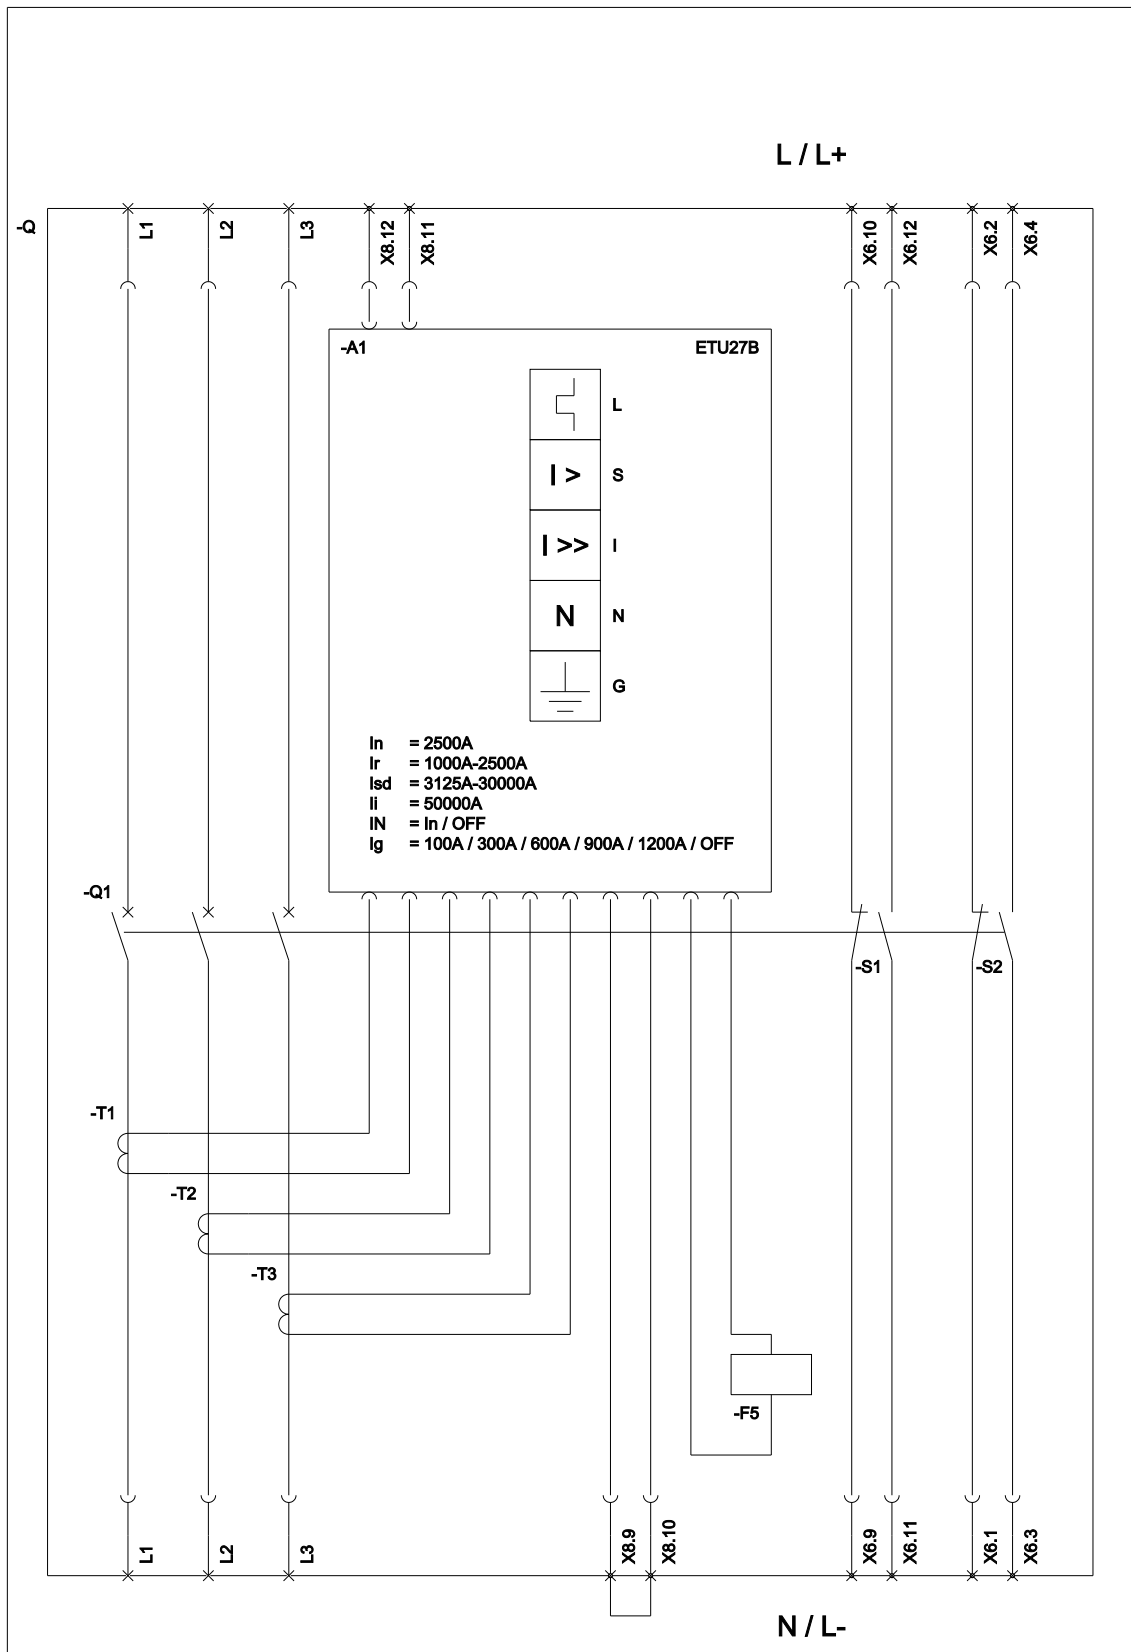 L / L+
-Q
L1
L2
L3
X8.12
X8.11
X6.10
X6.12
X6.2
X6.4
-A1
ETU27B
L
I >
S
I >>
I
N
N
G
In = 2500A
Ir = 1000A-2500A
Isd = 3125A-30000A
Ii = 50000A
IN = In / OFF
Ig = 100A / 300A / 600A / 900A / 1200A / OFF
-Q1
-S1
-S2
-T1
-T2
-T3
-F5
L1
L2
L3
X8.9
X8.10
X6.9
X6.11
X6.1
X6.3
N / L-